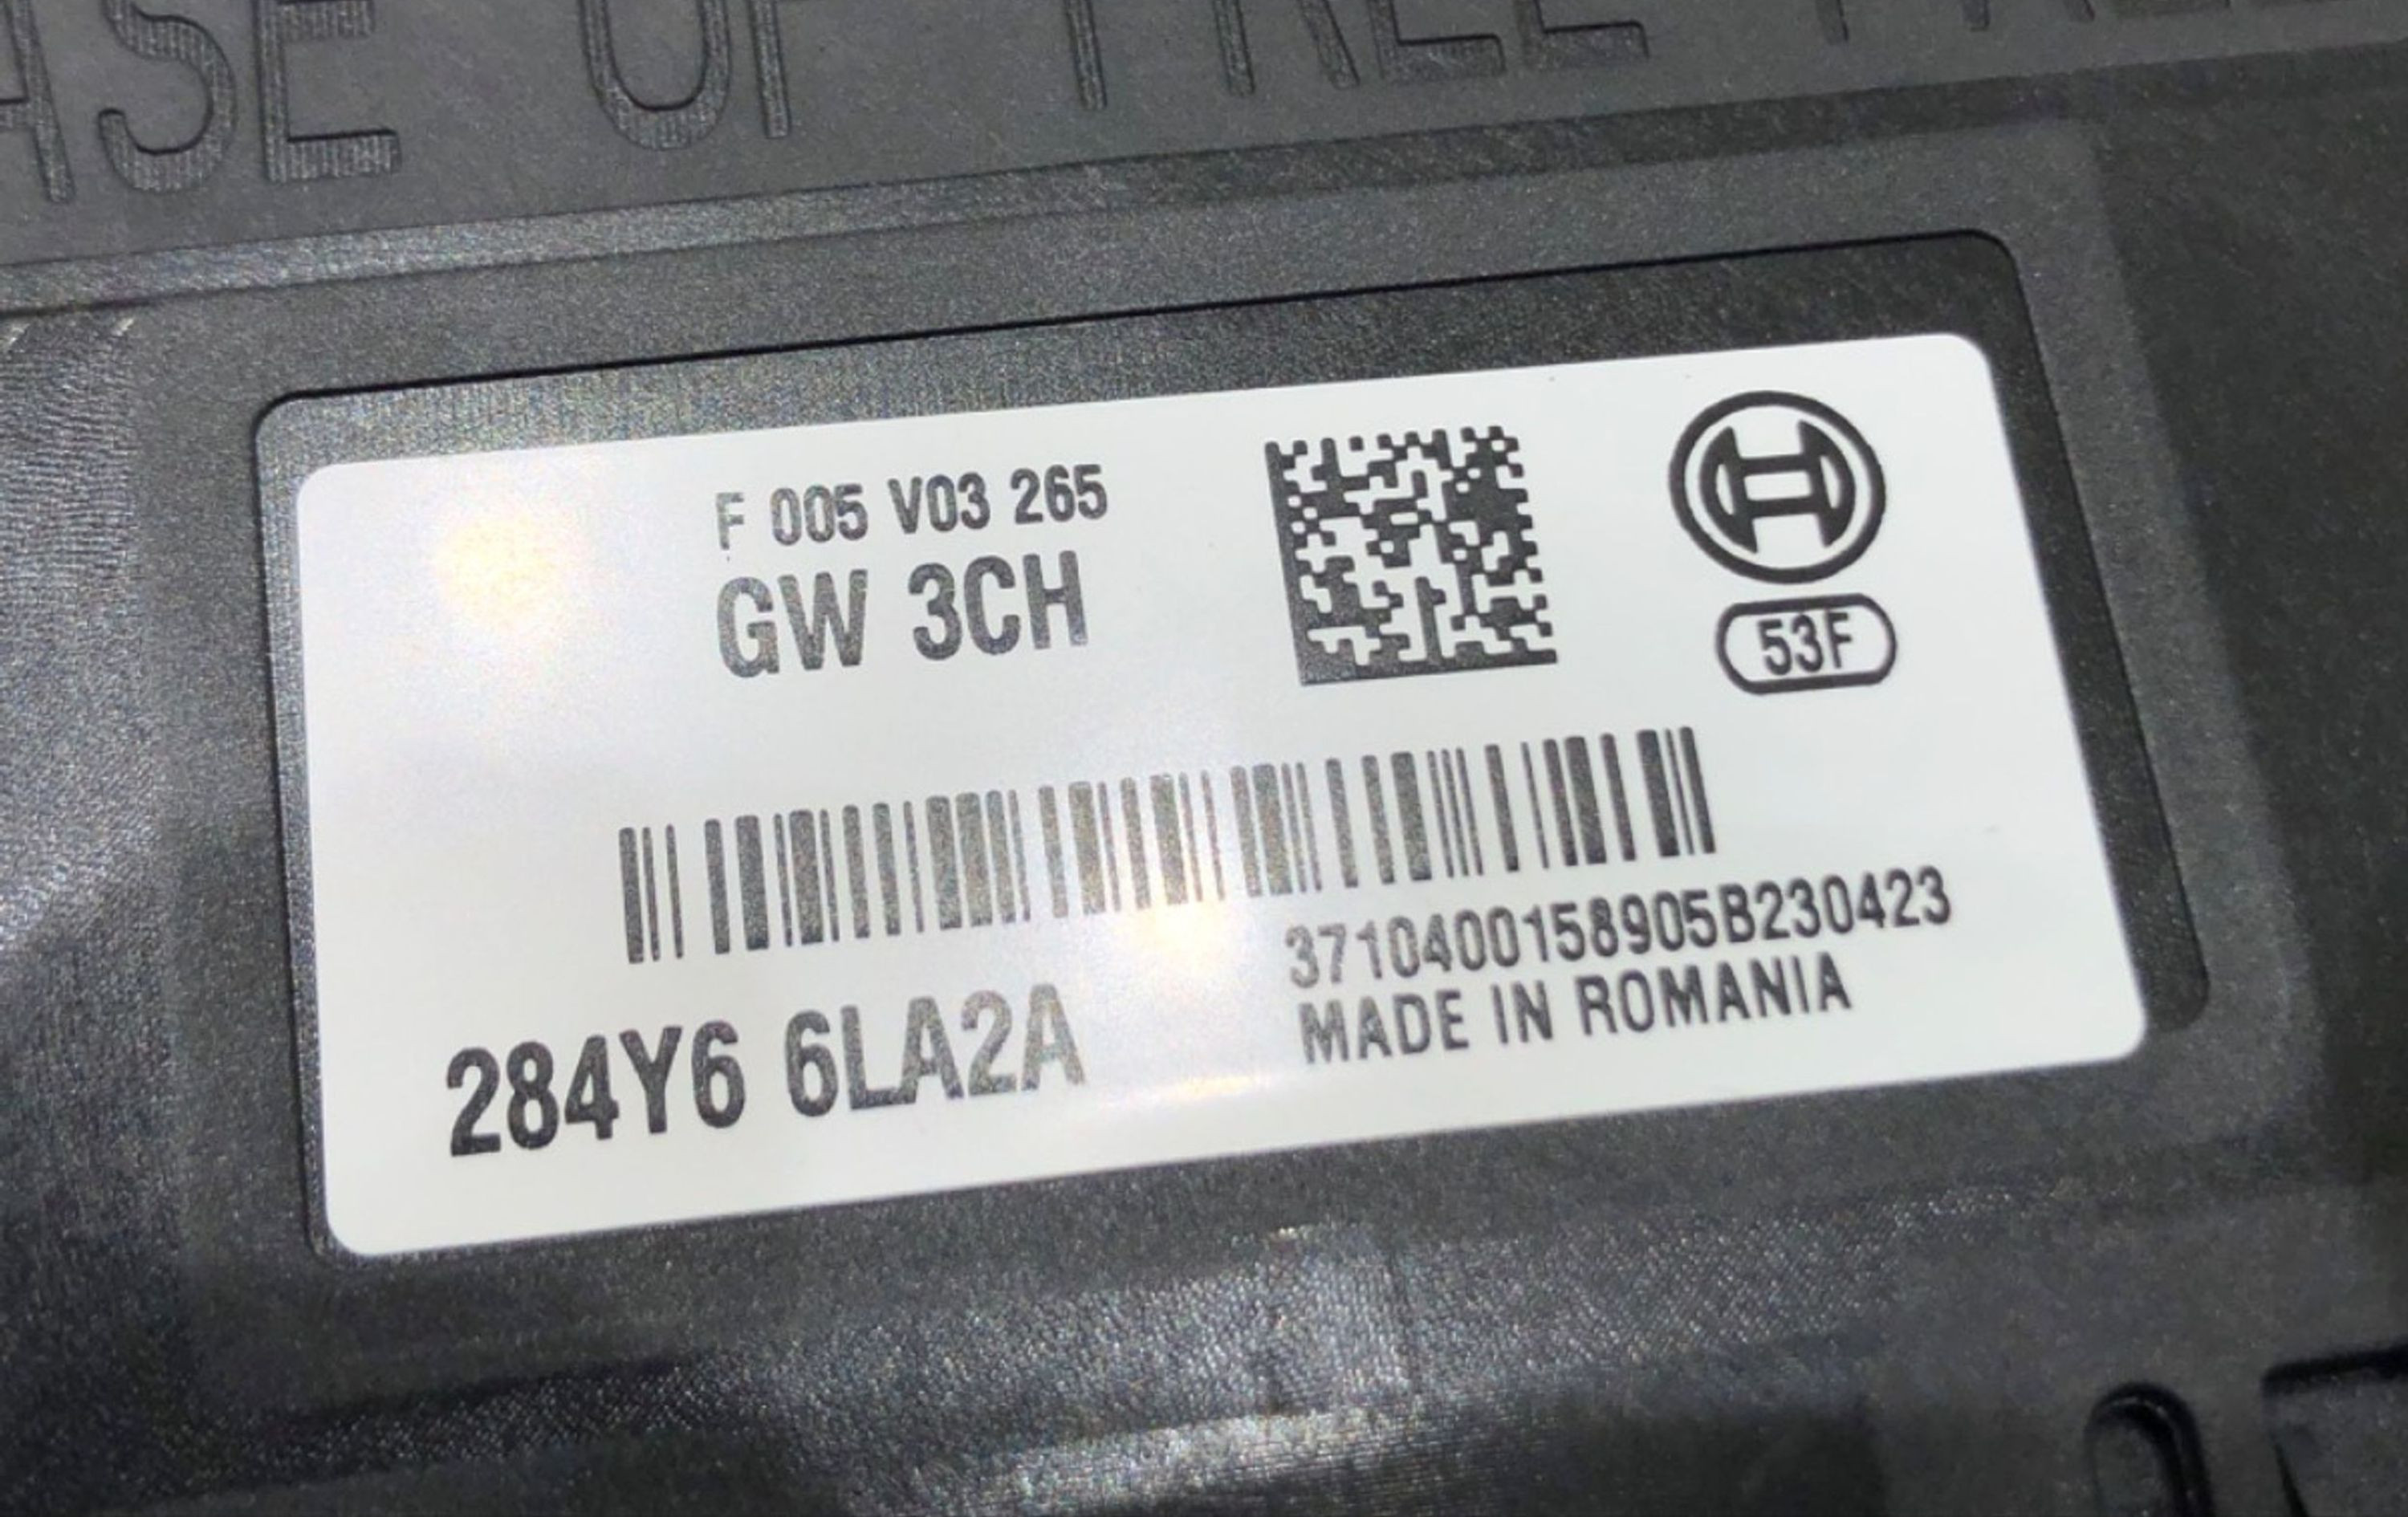 F 005 V03 265
GW 3CH
53F
3710400158905B230423
MADE IN ROMANIA
284Y6 6LA2A